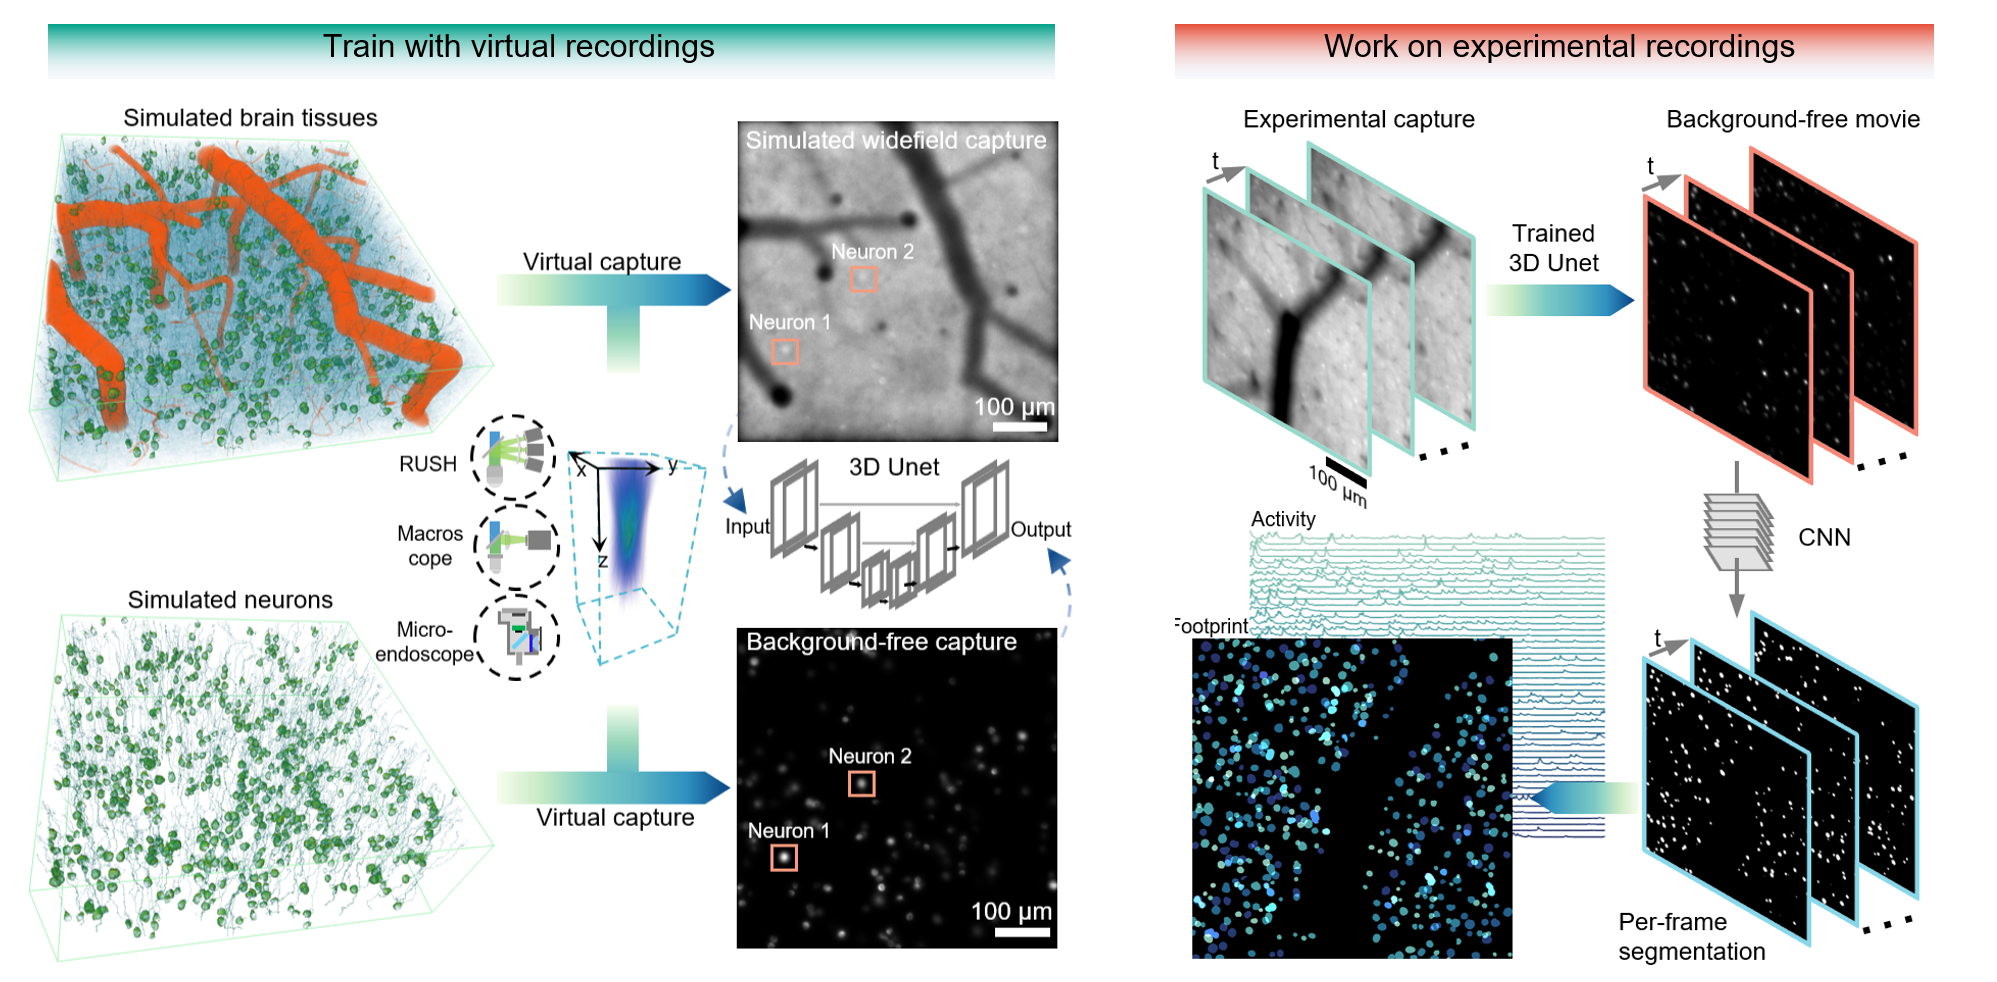 Train with virtual recordings
Simulated brain tissues
Virtual capture
Simulated widefield capture
Neuron 2
Neuron 1
100 µm
RUSH
Macros
cope
Micro-
endoscope
x
y
z
3D Unet
Input
Output
Simulated neurons
Virtual capture
Background-free capture
Neuron 2
Neuron 1
100 µm
Work on experimental recordings
Experimental capture
t
100 µm
Trained
3D Unet
Background-free movie
t
CNN
Activity
Footprint
t
Per-frame
segmentation